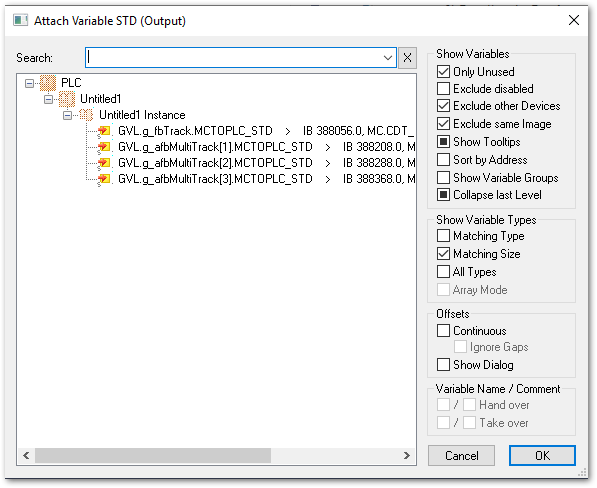 Attach Variable STD (Output)
Search:
X
PLC
Untitled1
Untitled1 Instance
GVL.g_fbTrack.MCTOPLC_STD > IB 388056.0, MC.CDT_
GVL.g_afbMultiTrack[1].MCTOPLC_STD > IB 388208.0, M
GVL.g_afbMultiTrack[2].MCTOPLC_STD > IB 388288.0, M
GVL.g_afbMultiTrack[3].MCTOPLC_STD > IB 388368.0, M
Show Variables
Only Unused
Exclude disabled
Exclude other Devices
Exclude same Image
Show Tooltips
Sort by Address
Show Variable Groups
Collapse last Level
Show Variable Types
Matching Type
Matching Size
All Types
Array Mode
Offsets
Continuous
Ignore Gaps
Show Dialog
Variable Name / Comment
/ Hand over
/ Take over
Cancel
OK